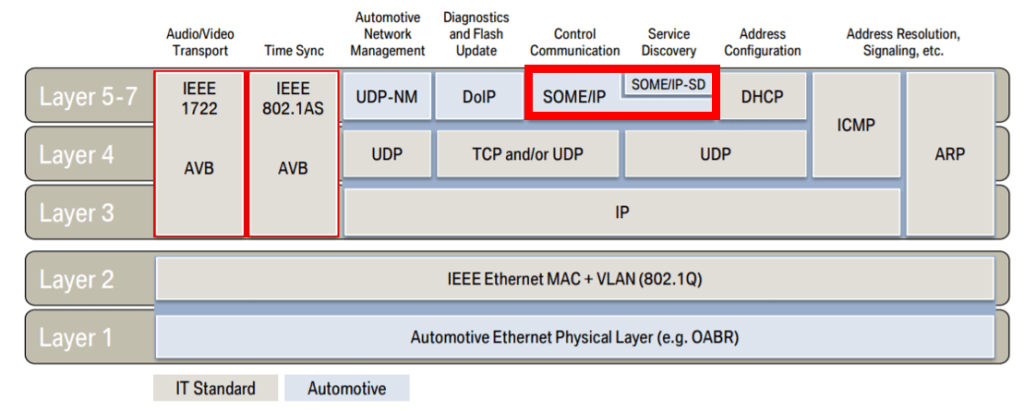 Audio/Video
Transport
Time Sync
Automotive
Network
Management
Diagnostics
and Flash
Update
Control
Communication
Service
Discovery
Address
Configuration
Address Resolution,
Signaling, etc.
Layer 5-7
IEEE
1722
IEEE
802.1AS
UDP-NM
DoIP
SOME/IP
SOME/IP-SD
DHCP
ICMP
Layer 4
AVB
AVB
UDP
TCP and/or UDP
UDP
ARP
Layer 3
IP
Layer 2
IEEE Ethernet MAC + VLAN (802.1Q)
Layer 1
Automotive Ethernet Physical Layer (e.g. OABR)
IT Standard
Automotive